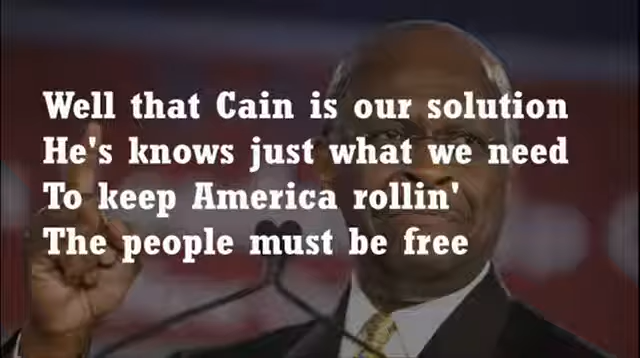 Well that Cain is our solution
He's knows just what we need
To keep America rollin'
The people must be free